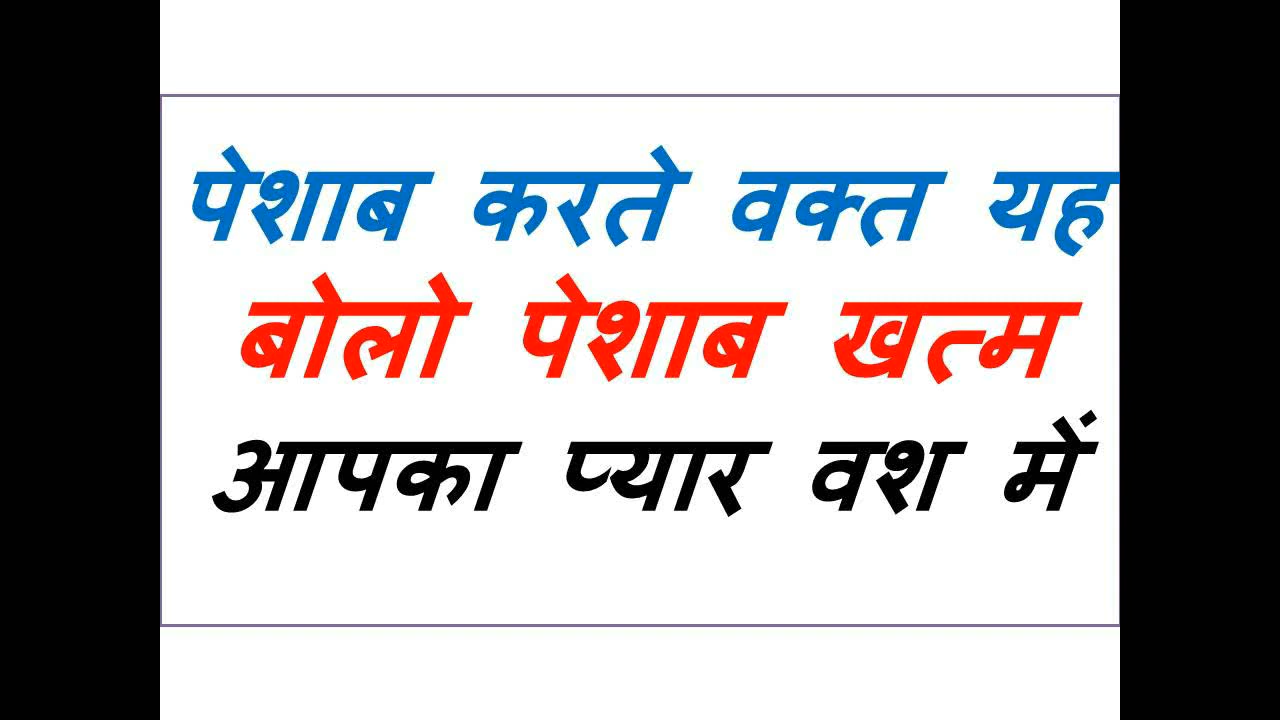 पेशाब करते वक्त यह
बोलो पेशाब खत्म
आपका प्यार वश में